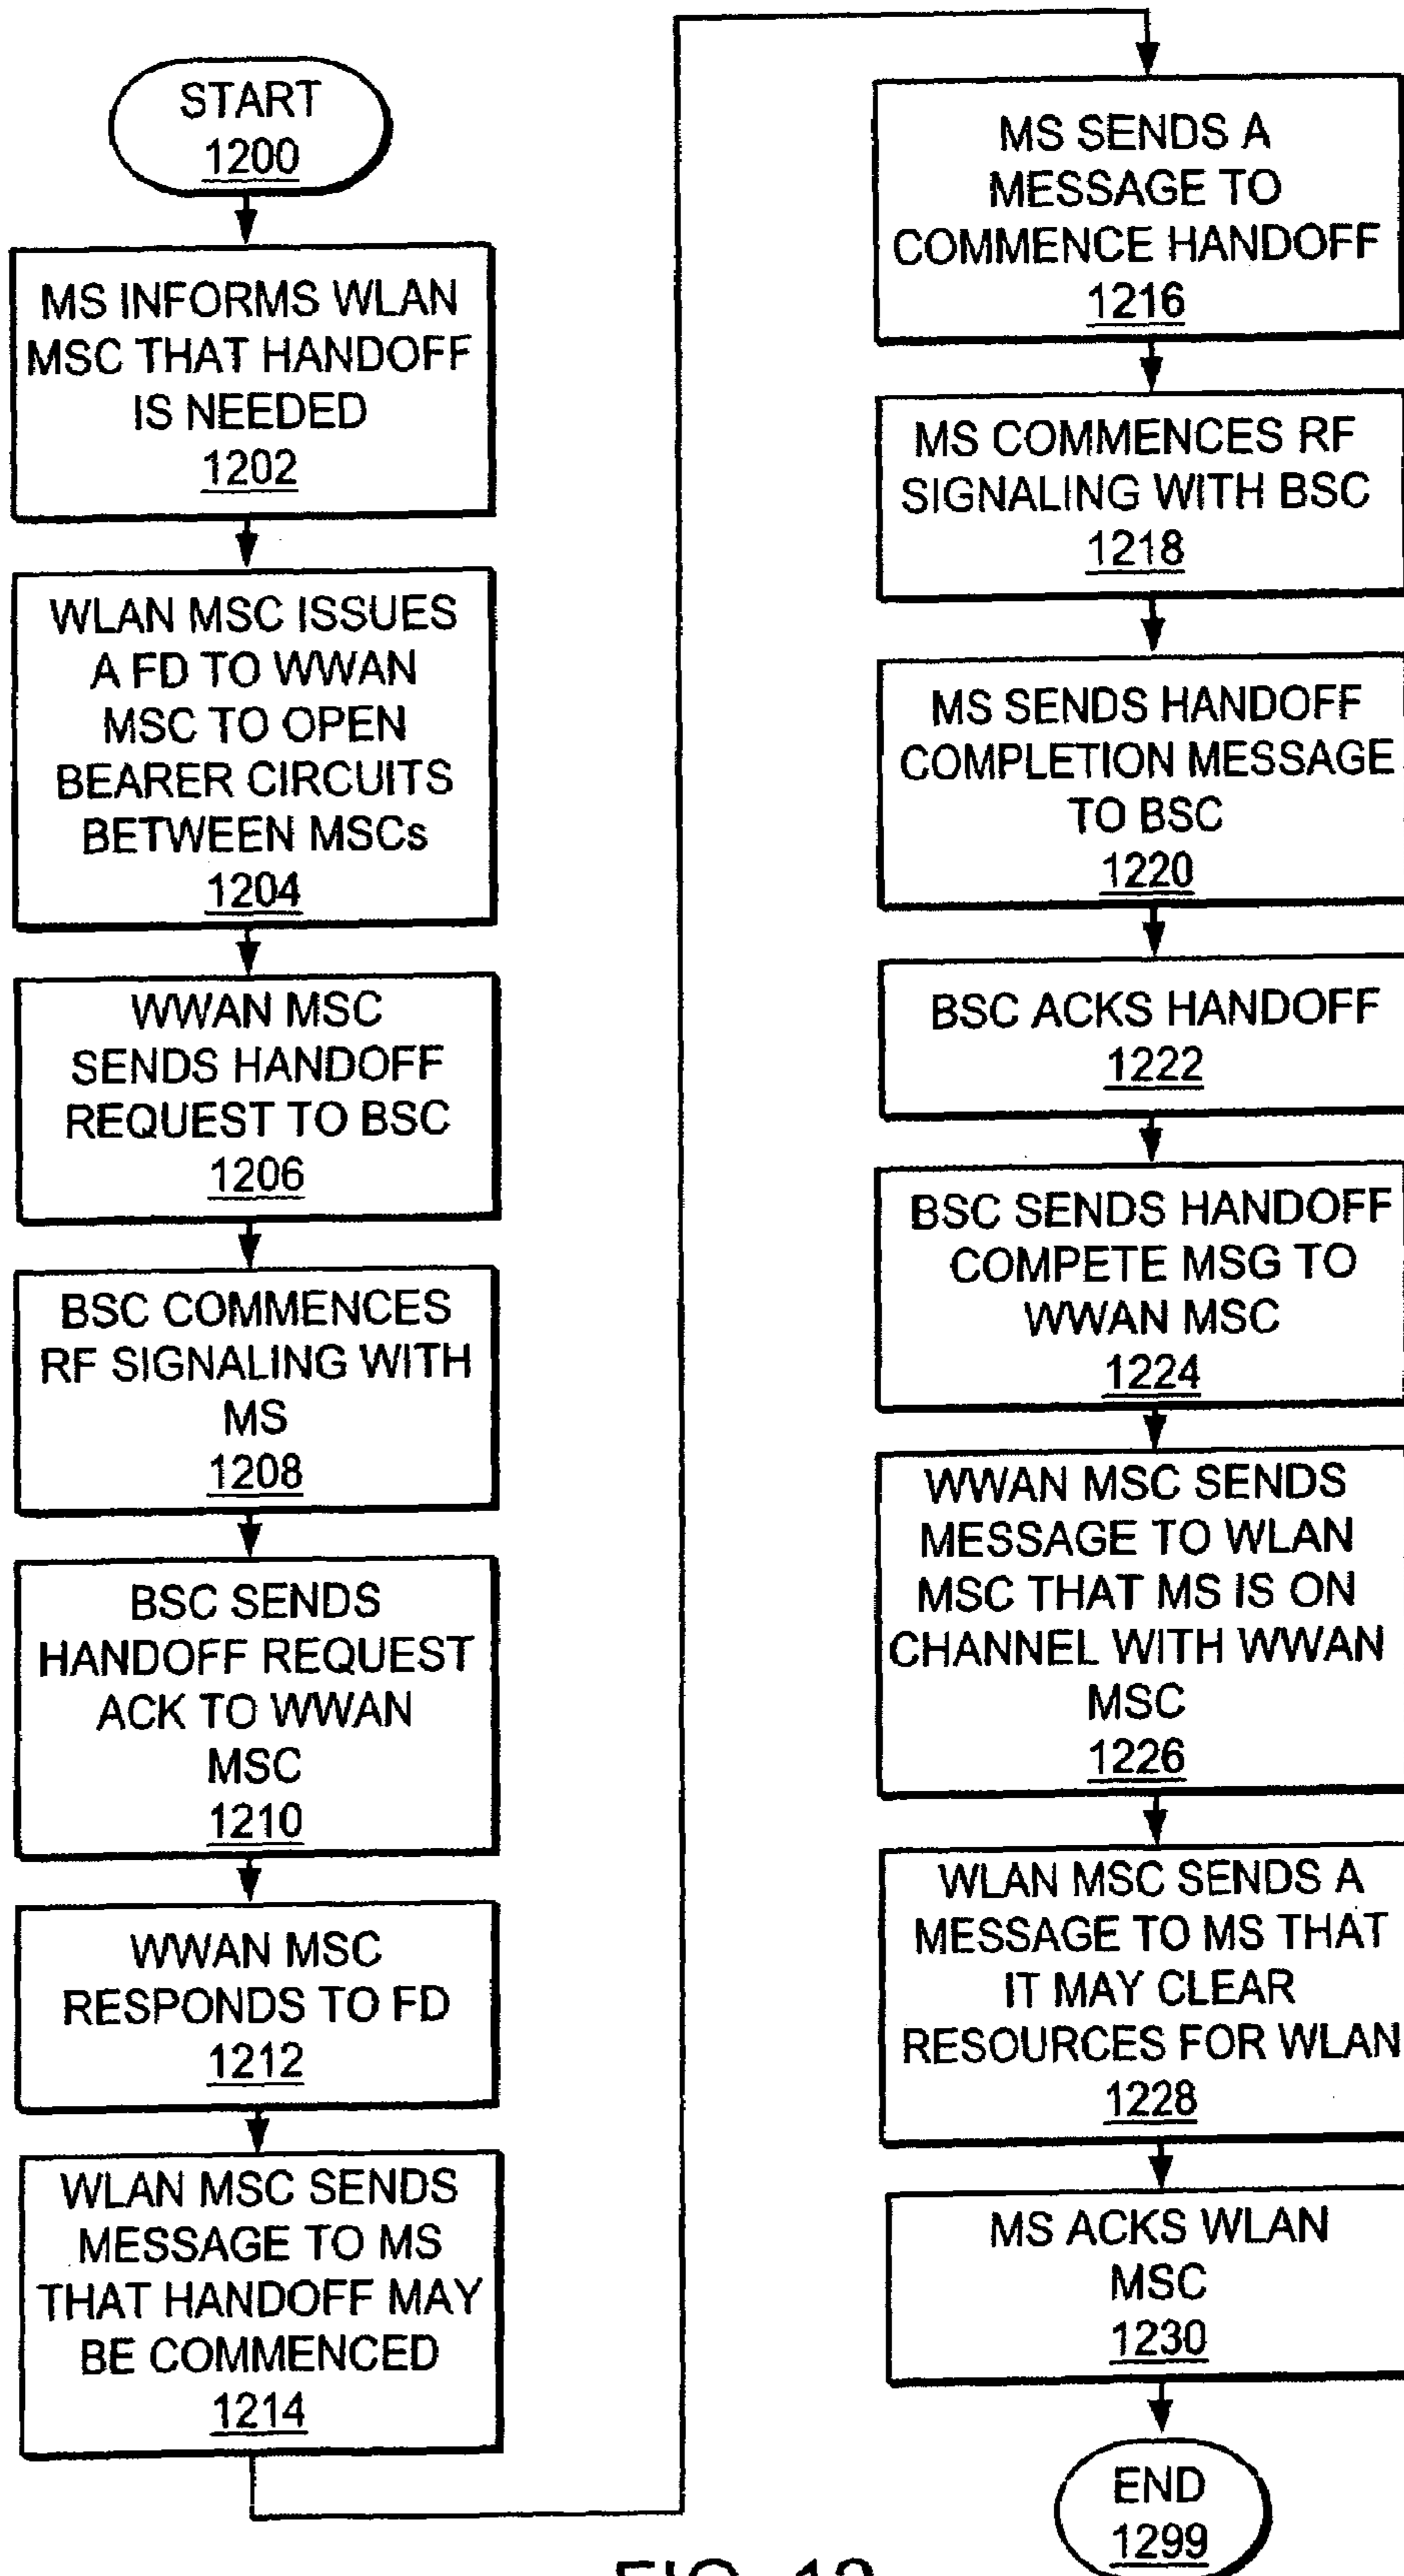 START
1200
MS INFORMS WLAN
MSC THAT HANDOFF
IS NEEDED
1202
WLAN MSC ISSUES
A FD TO WWAN
MSC TO OPEN
BEARER CIRCUITS
BETWEEN MSCs
1204
WWAN MSC
SENDS HANDOFF
REQUEST TO BSC
1206
BSC COMMENCES
RF SIGNALING WITH
MS
1208
BSC SENDS
HANDOFF REQUEST
ACK TO WWAN
MSC
1210
WWAN MSC
RESPONDS TO FD
1212
WLAN MSC SENDS
MESSAGE TO MS
THAT HANDOFF MAY
BE COMMENCED
1214
MS SENDS A
MESSAGE TO
COMMENCE HANDOFF
1216
MS COMMENCES RF
SIGNALING WITH BSC
1218
MS SENDS HANDOFF
COMPLETION MESSAGE
TO BSC
1220
BSC ACKS HANDOFF
1222
BSC SENDS HANDOFF
COMPETE MSG TO
WWAN MSC
1224
WWAN MSC SENDS
MESSAGE TO WLAN
MSC THAT MS IS ON
CHANNEL WITH WWAN
MSC
1226
WLAN MSC SENDS A
MESSAGE TO MS THAT
IT MAY CLEAR
RESOURCES FOR WLAN
1228
MS ACKS WLAN
MSC
1230
END
1299